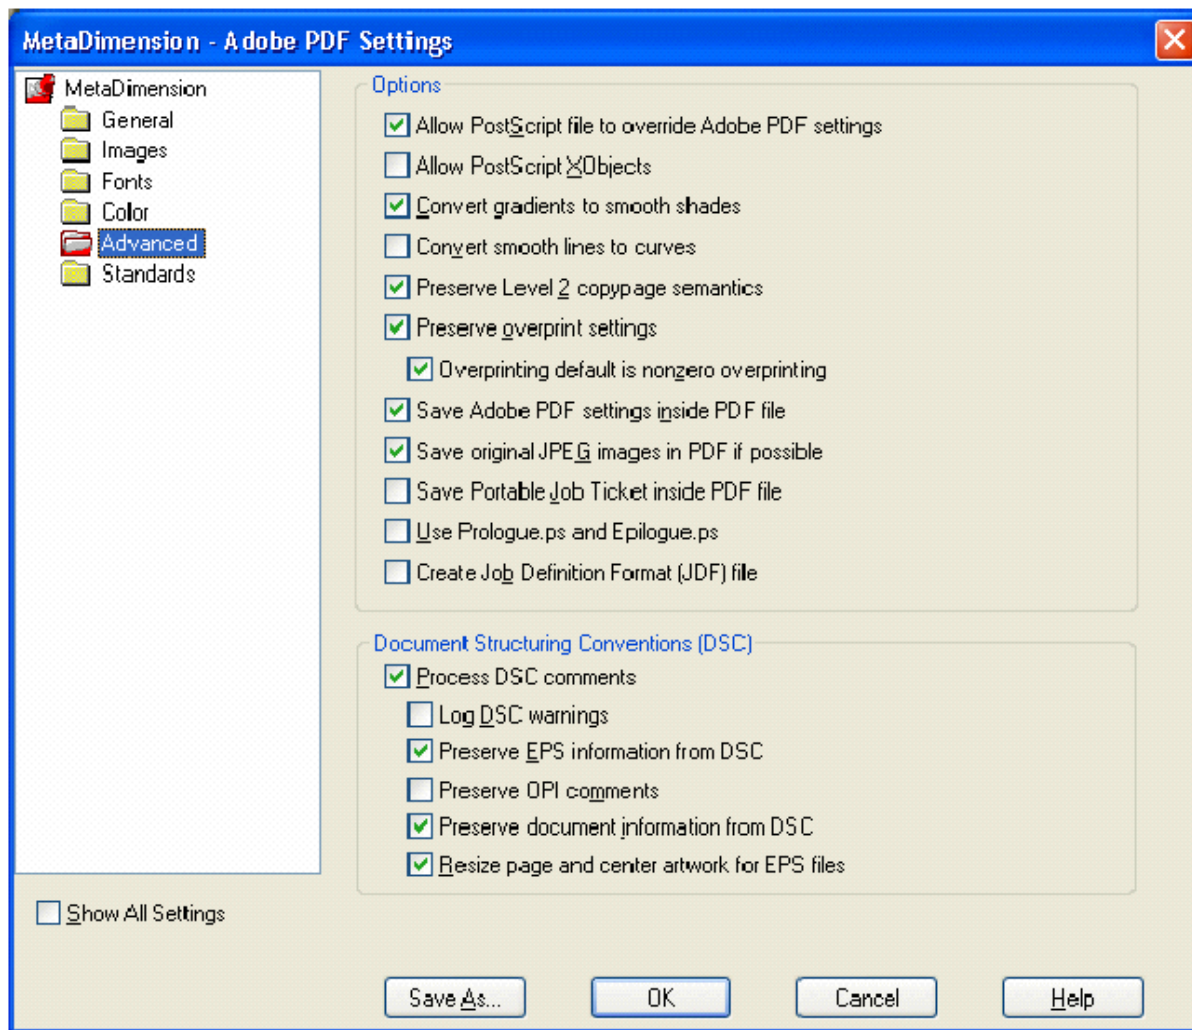 MetaDimension - Adobe PDF Settings
MetaDimension
General
Images
Fonts
Color
Advanced
Standards
Show All Settings
Options
Allow PostScript file to override Adobe PDF settings
Allow PostScript XObjects
Convert gradients to smooth shades
Convert smooth lines to curves
Preserve Level 2 copypage semantics
Preserve overprint settings
Overprinting default is nonzero overprinting
Save Adobe PDF settings inside PDF file
Save original JPEG images in PDF if possible
Save Portable Job Ticket inside PDF file
Use Prologue.ps and Epilogue.ps
Create Job Definition Format (JDF) file
Document Structuring Conventions (DSC)
Process DSC comments
Log DSC warnings
Preserve EPS information from DSC
Preserve OPI comments
Preserve document information from DSC
Resize page and center artwork for EPS files
Save As...
OK
Cancel
Help